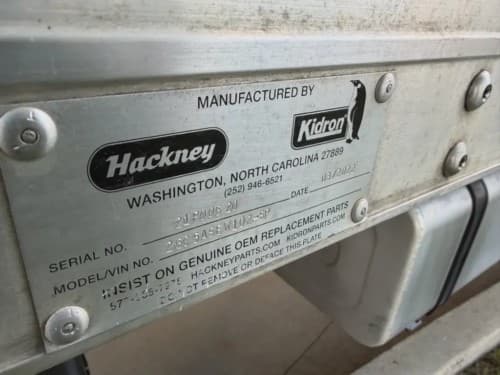 MANUFACTURED BY
Hackney Kidron
WASHINGTON, NORTH CAROLINA 27889
(252) 946-6521
SERIAL NO. DATE
MODEL/VIN NO.
INSIST ON GENUINE OEM REPLACEMENT PARTS
HACKNEYPARTS.COM KIDRONPARTS.COM
DO NOT REMOVE OR DEFACE THIS PLATE